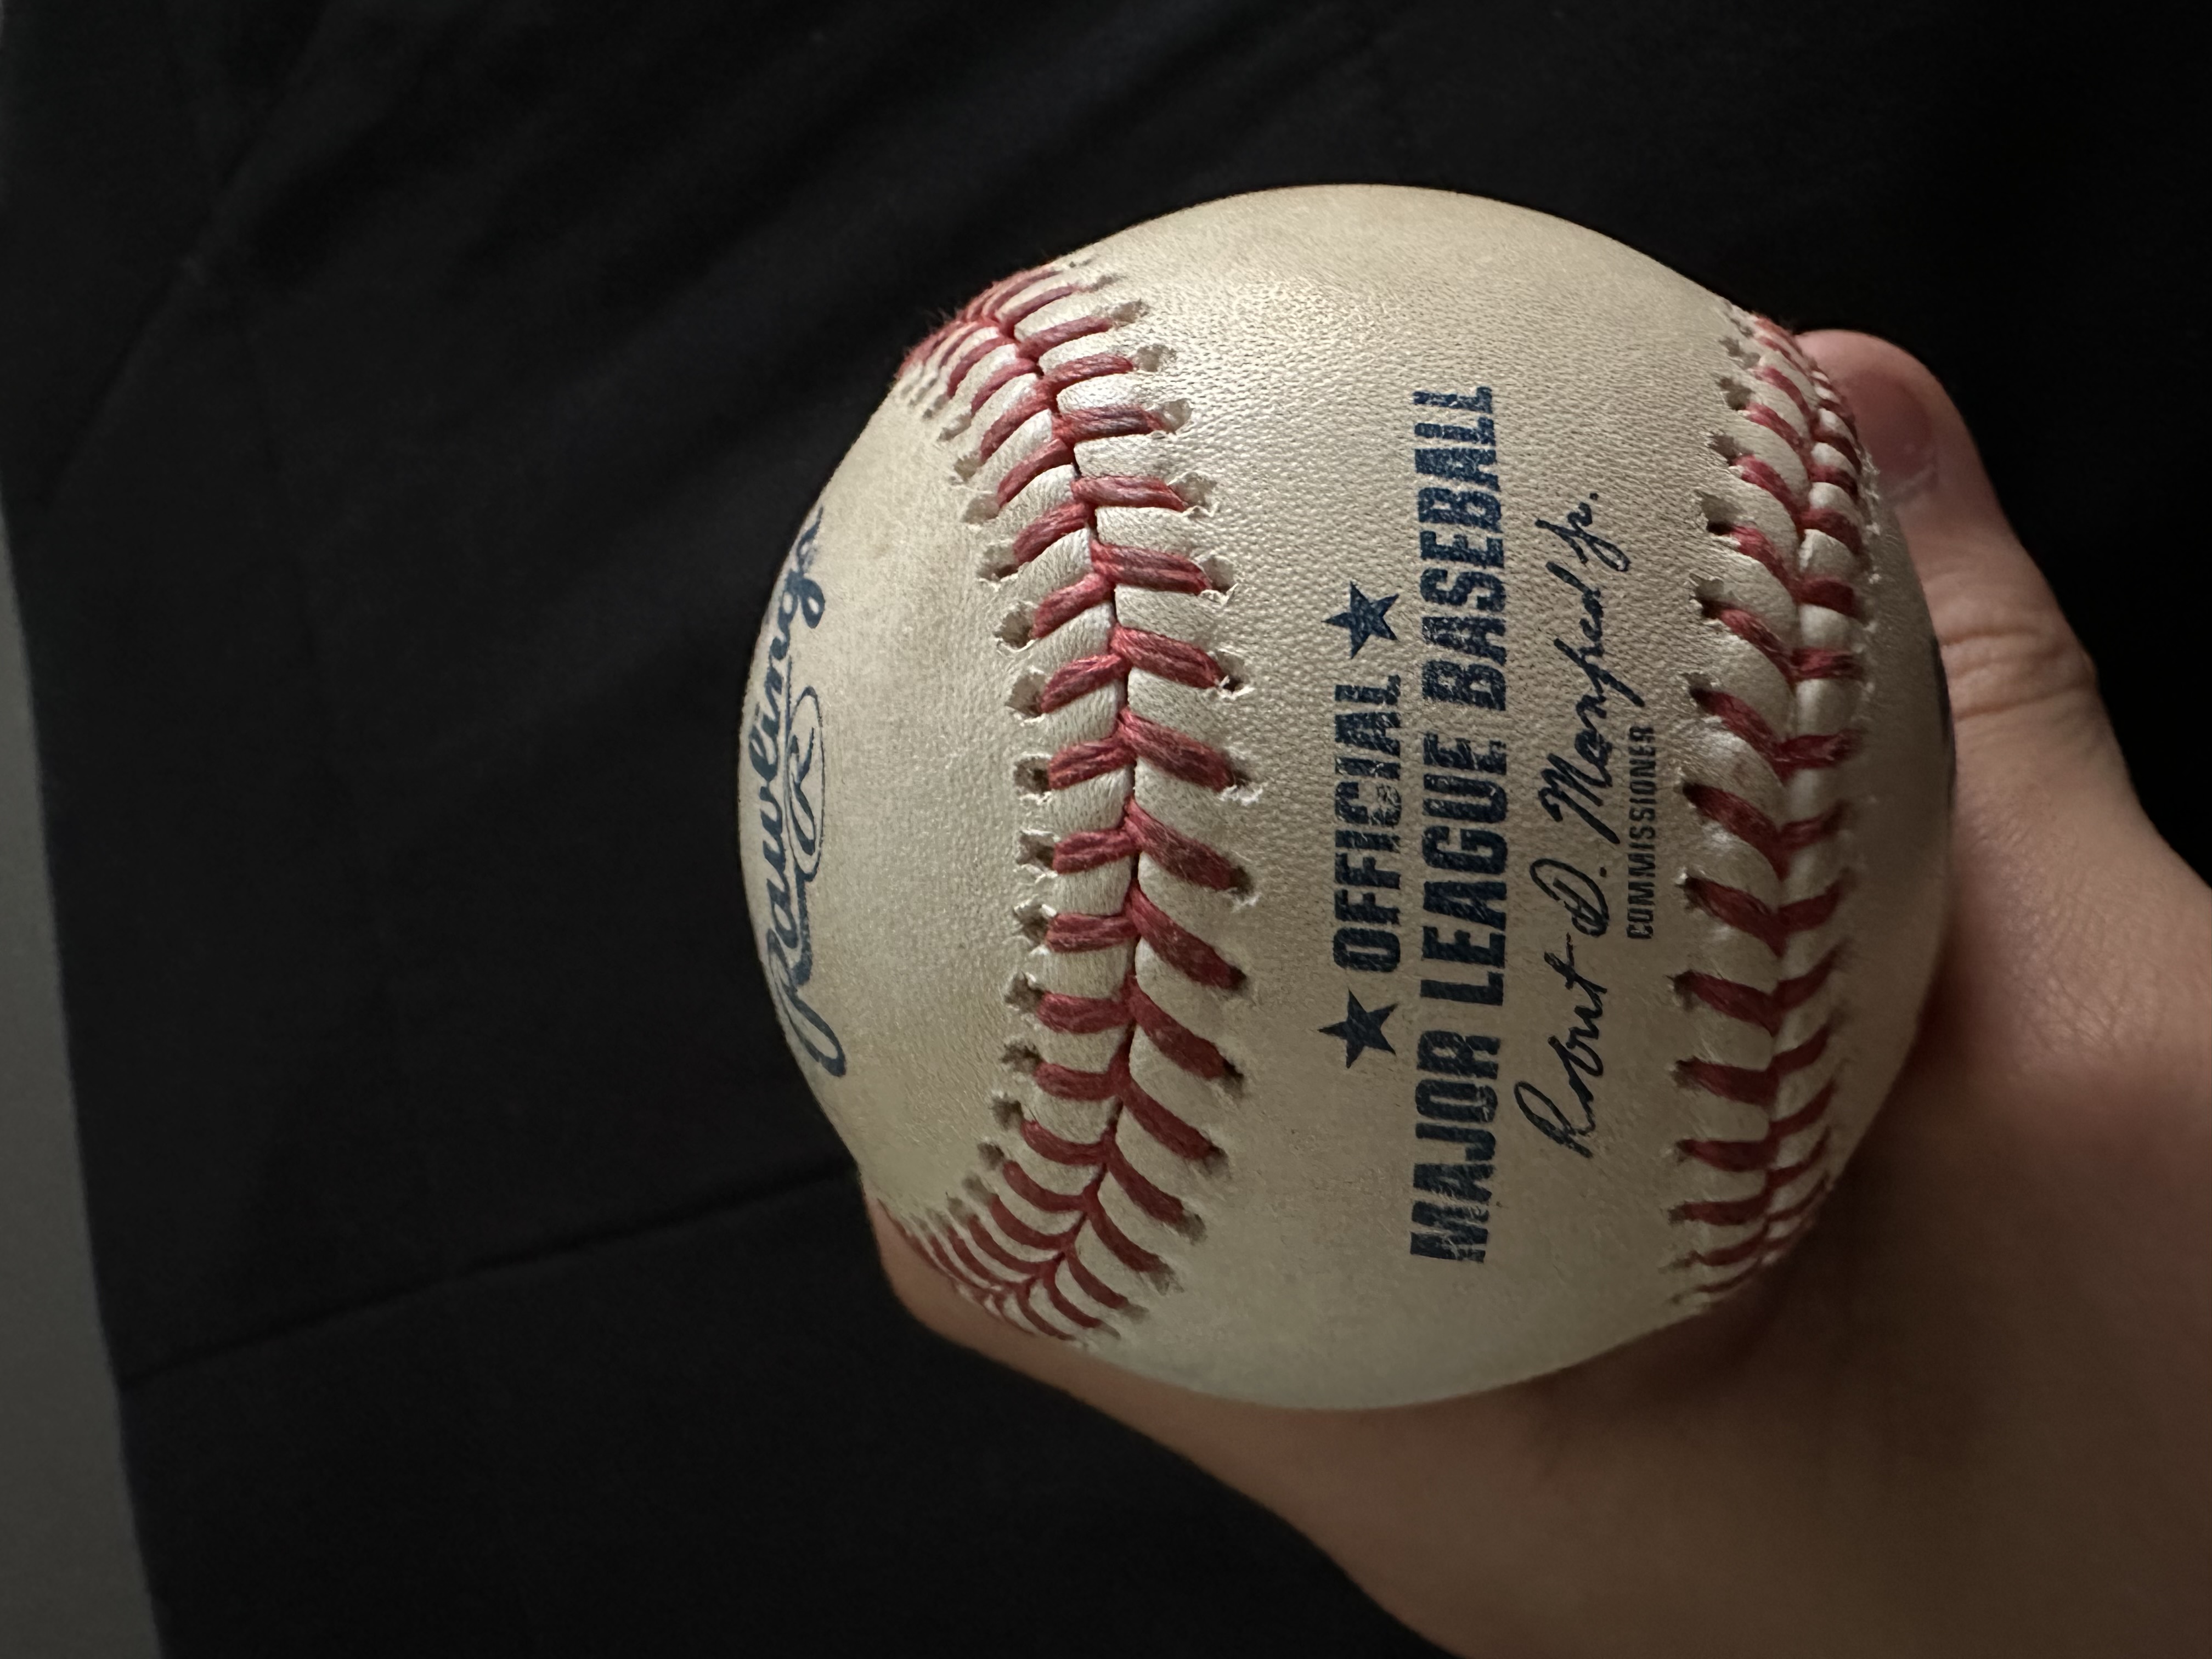 Rawlings
R
★ OFFICIAL ★
MAJOR LEAGUE BASEBALL
Robert D. Manfred Jr.
COMMISSIONER